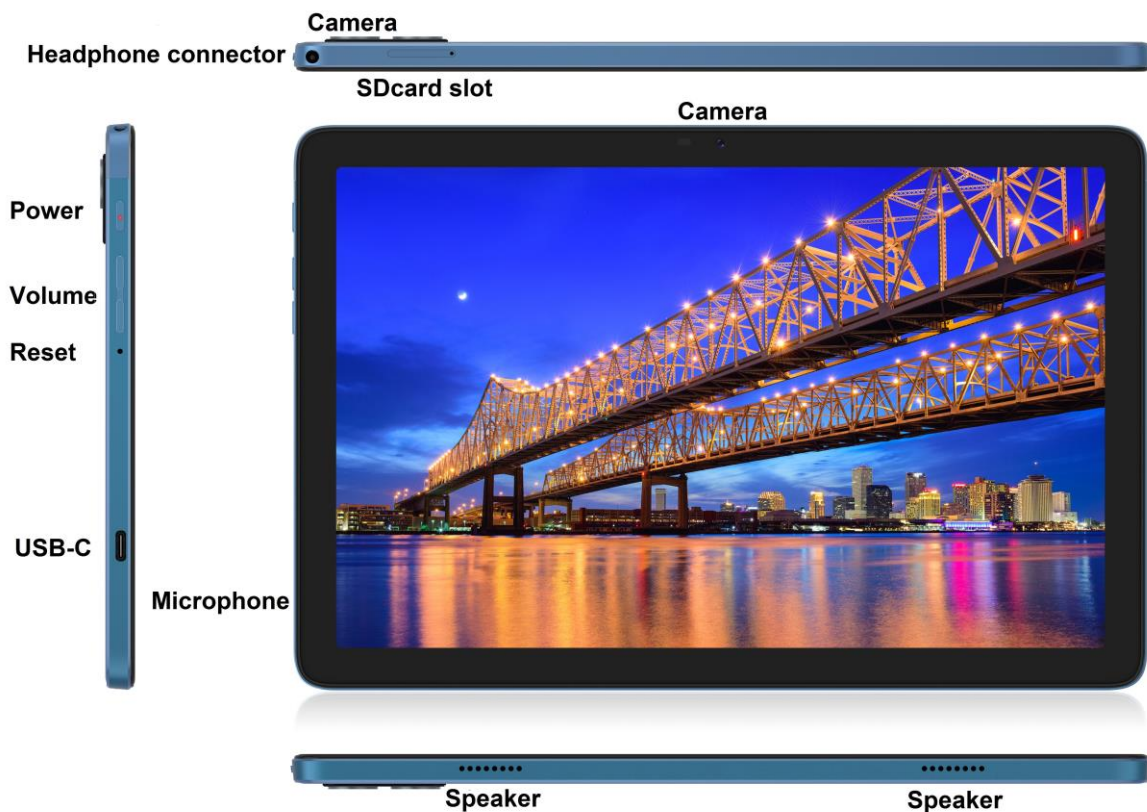 Camera
Headphone connector
SDcard slot
Camera
Power
Volume
Reset
USB-C
Microphone
Speaker
Speaker